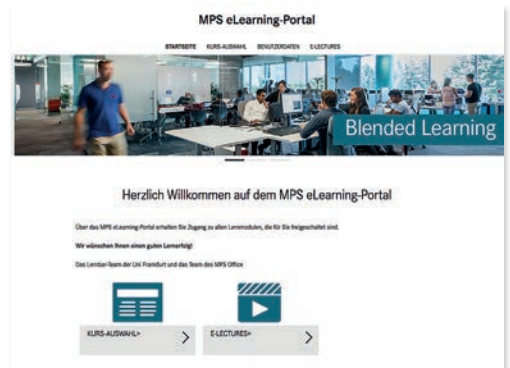 MPS eLearning-Portal
STARTSEITE KURS-AUSWAHL BENUTZERDATEN E-LECTURES
Blended Learning
Herzlich Willkommen auf dem MPS eLearning-Portal
Über das MPS eLearning-Portal erhalten Sie Zugang zu allen Lernmodulen, die für Sie freigeschaltet sind.
Wir wünschen Ihnen einen guten Lernerfolg!
Das Lernbar-Team der Uni Frankfurt und das Team des MPS Office
KURS-AUSWAHL> E-LECTURES>